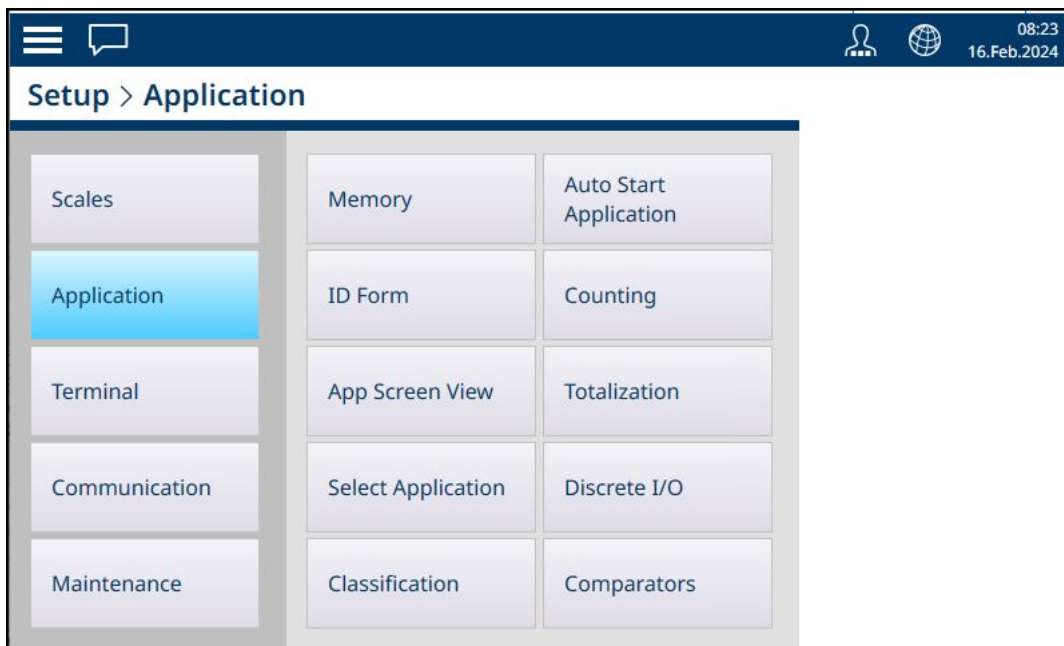 08:23
16.Feb.2024
Setup > Application
Scales
Memory
Auto Start
Application
Application
ID Form
Counting
Terminal
App Screen View
Totalization
Communication
Select Application
Discrete I/O
Maintenance
Classification
Comparators